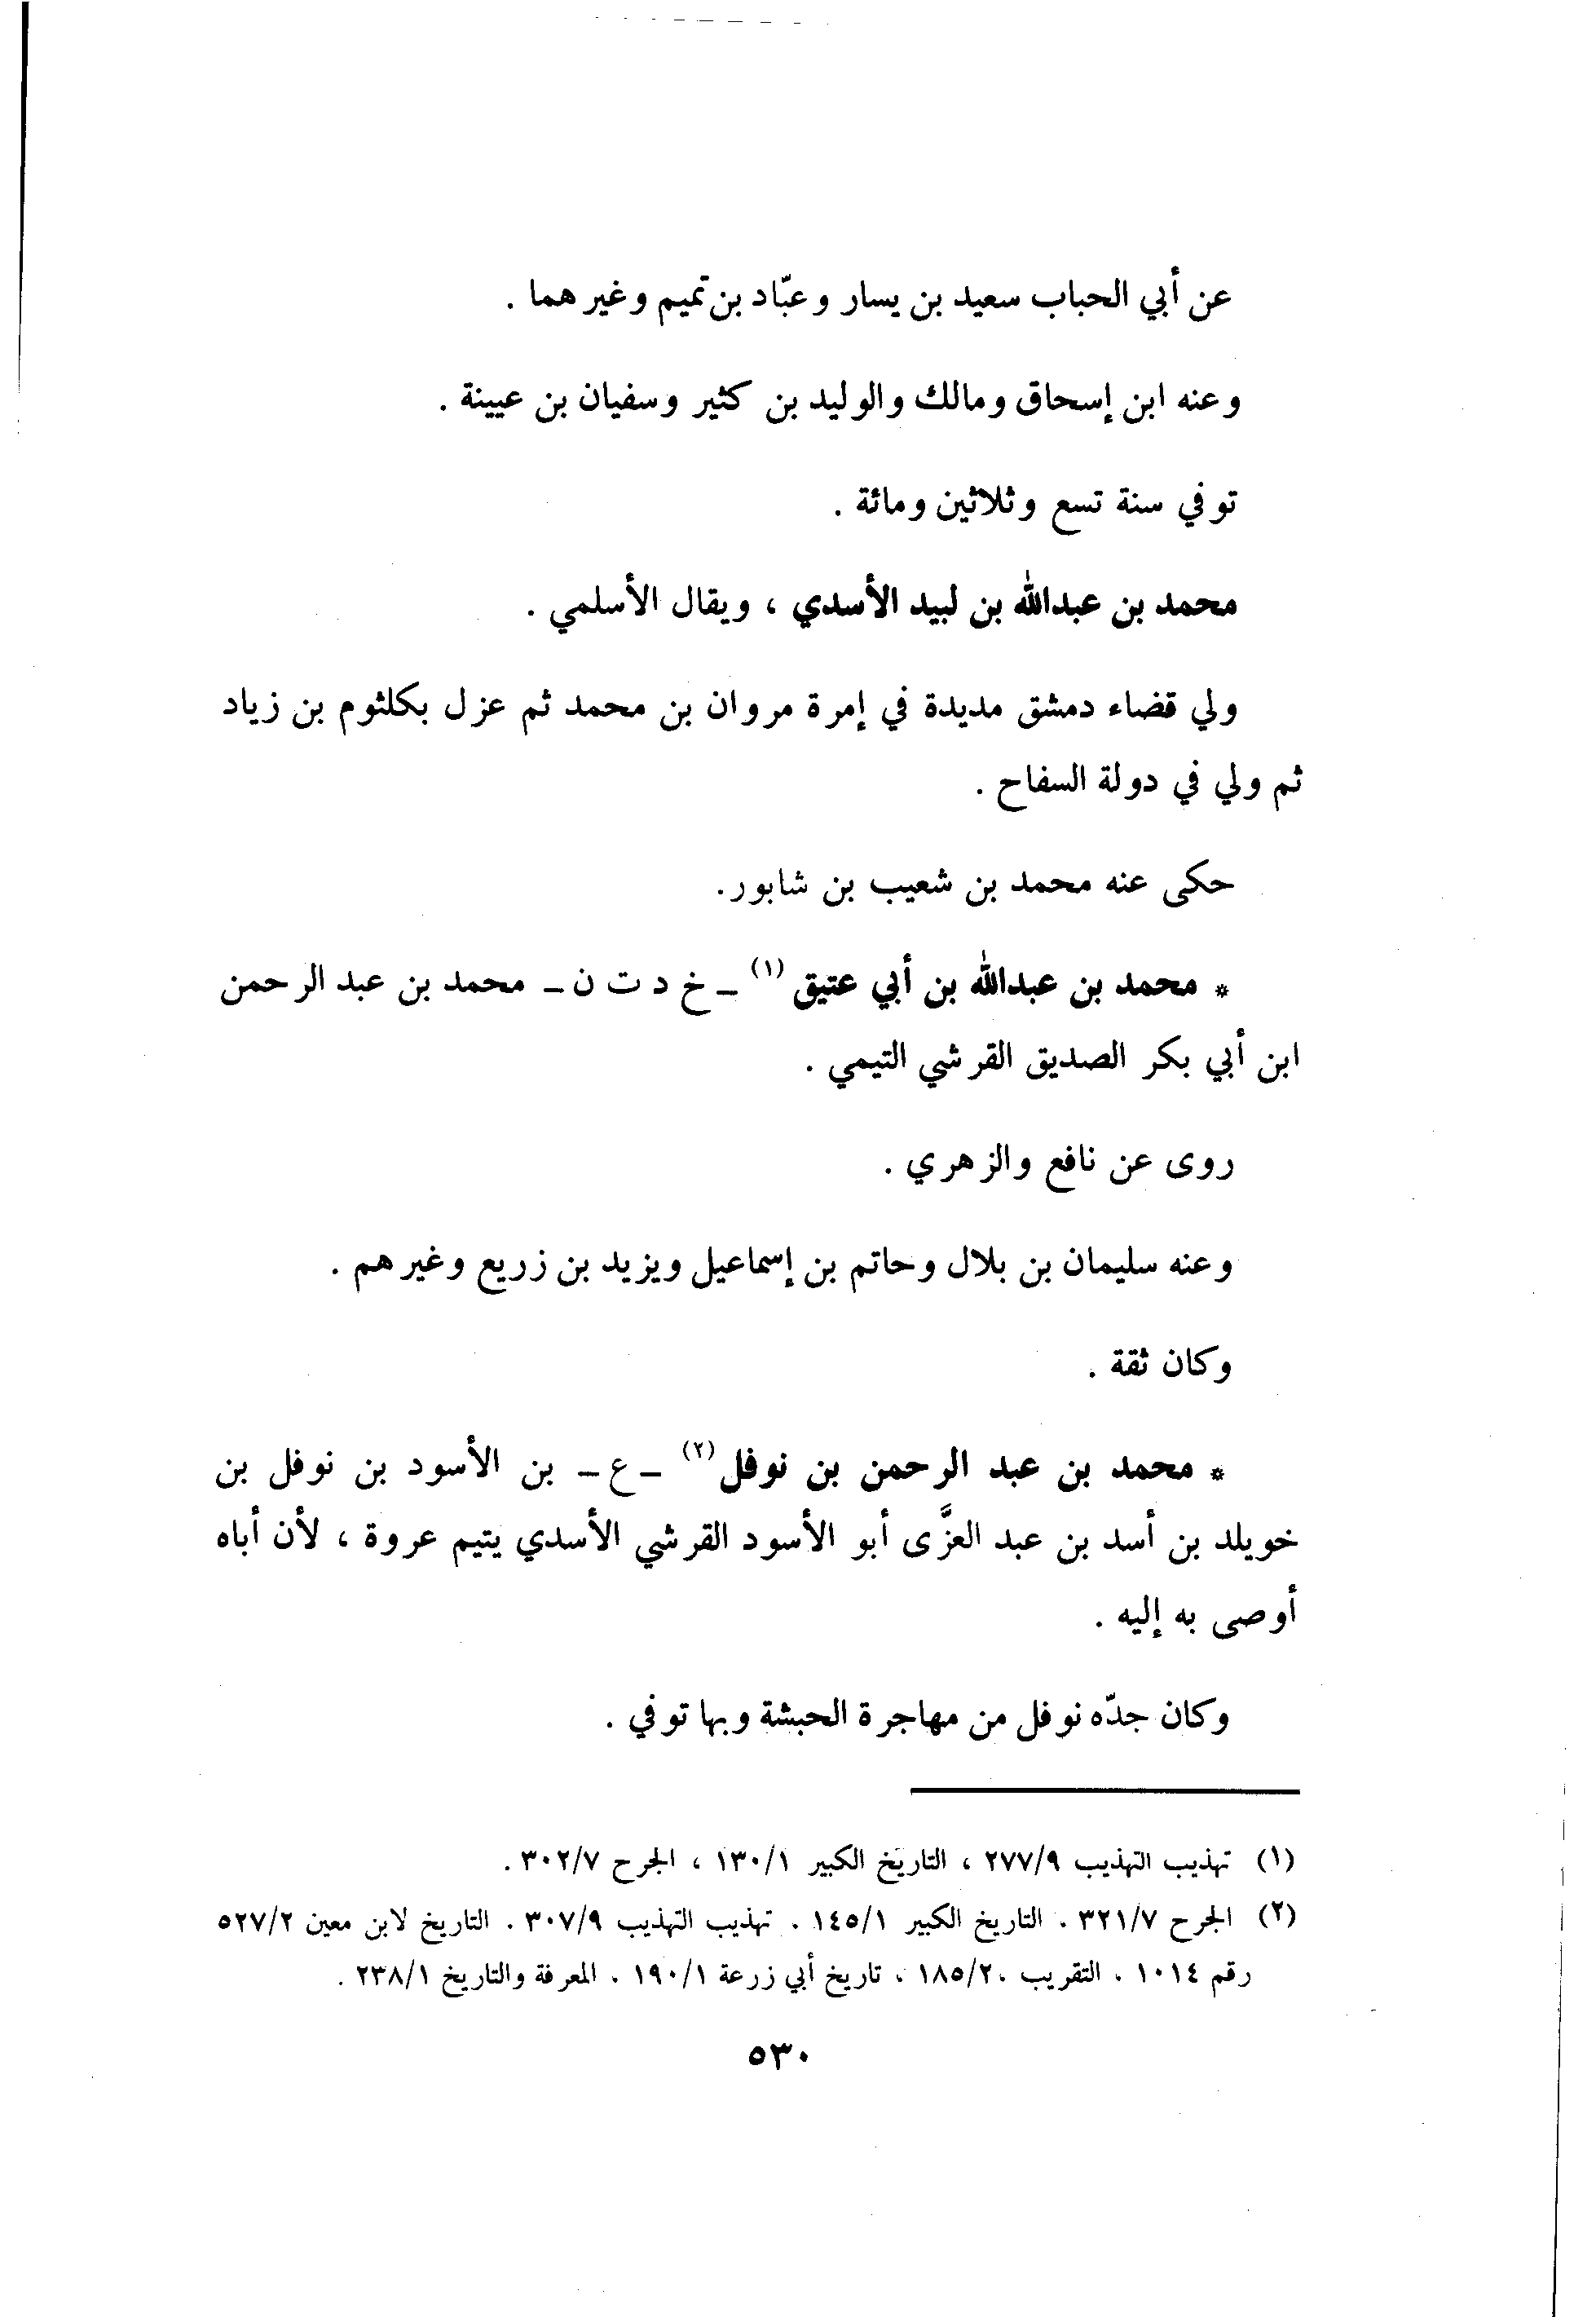 عن أبي الحباب سعيد بن يسار وعبّاد بن تميم وغيرهما .
وعنه ابن إسحاق ومالك والوليد بن كثير وسفيان بن عيينة .
توفي سنة تسع وثلاثين ومائة .
محمد بن عبدالله بن لبيد الأسدي ، ويقال الأسلمي .
ولي قضاء دمشق مديدة في إمرة مروان بن محمد ثم عزل بكلثوم بن زياد
ثم ولي في دولة السفاح .
حكى عنه محمد بن شعيب بن شابور.
* محمد بن عبدالله بن أبي عتيق (١) ـ خ د ت ن ـ محمد بن عبد الرحمن
ابن أبي بكر الصديق القرشي التيمي .
روى عن نافع والزهري .
وعنه سليمان بن بلال وحاتم بن إسماعيل ويزيد بن زريع وغيرهم .
وكان ثقة .
* محمد بن عبد الرحمن بن نوفل (٢) ـ ع ـ بن الأسود بن نوفل بن
خويلد بن أسد بن عبد العزَّى أبو الأسود القرشي الأسدي يتيم عروة ، لأن أباه
أوصى به إليه .
وكان جدّه نوفل من مهاجرة الحبشة وبها توفي .
(١) تهذيب التهذيب ٢٧٧/٩ ، التاريخ الكبير ١٣٠/١ ، الجرح ٣٠٢/٧ .
(٢) الجرح ٣٢١/٧ . التاريخ الكبير ١٤٥/١ . تهذيب التهذيب ٣٠٧/٩ . التاريخ لابن معين ٥٢٧/٢
رقم ١٠١٤ . التقريب ١٨٥/٢ ، تاريخ أبي زرعة ١٩٠/١ . المعرفة والتاريخ ٢٣٨/١ .
٥٣٠